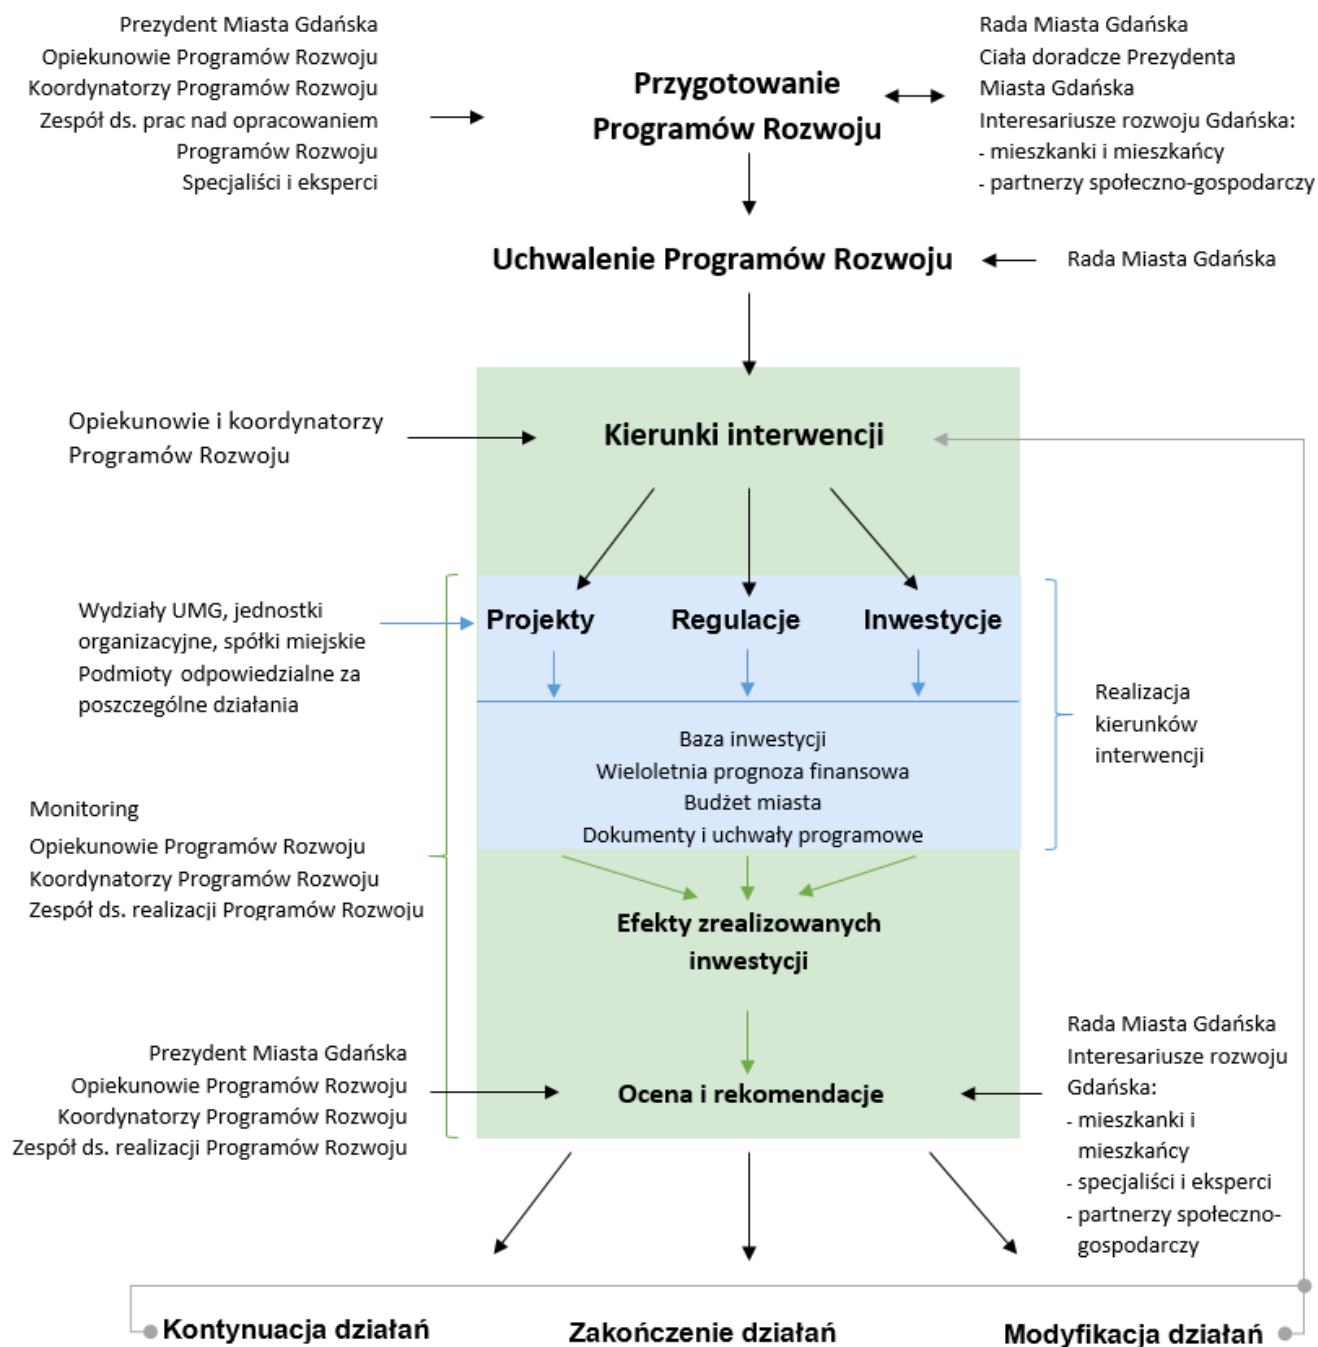 Prezydent Miasta Gdańska
Opiekunowie Programów Rozwoju
Koordynatorzy Programów Rozwoju
Zespół ds. prac nad opracowaniem
Programów Rozwoju
Specjaliści i eksperci
Przygotowanie
Programów Rozwoju
Rada Miasta Gdańska
Ciała doradcze Prezydenta
Miasta Gdańska
Interesariusze rozwoju Gdańska:
- mieszkanki i mieszkańcy
- partnerzy społeczno-gospodarczy
Uchwalenie Programów Rozwoju
Rada Miasta Gdańska
Opiekunowie i koordynatorzy
Programów Rozwoju
Kierunki interwencji
Wydziały UMG, jednostki
organizacyjne, spółki miejskie
Podmioty odpowiedzialne za
poszczególne działania
Projekty
Regulacje
Inwestycje
Baza inwestycji
Wieloletnia prognoza finansowa
Budżet miasta
Dokumenty i uchwały programowe
Realizacja
kierunków
interwencji
Monitoring
Opiekunowie Programów Rozwoju
Koordynatorzy Programów Rozwoju
Zespół ds. realizacji Programów Rozwoju
Efekty zrealizowanych
inwestycji
Prezydent Miasta Gdańska
Opiekunowie Programów Rozwoju
Koordynatorzy Programów Rozwoju
Zespół ds. realizacji Programów Rozwoju
Ocena i rekomendacje
Rada Miasta Gdańska
Interesariusze rozwoju
Gdańska:
- mieszkanki i
mieszkańcy
- specjaliści i eksperci
- partnerzy społeczno-
gospodarczy
Kontynuacja działań
Zakończenie działań
Modyfikacja działań